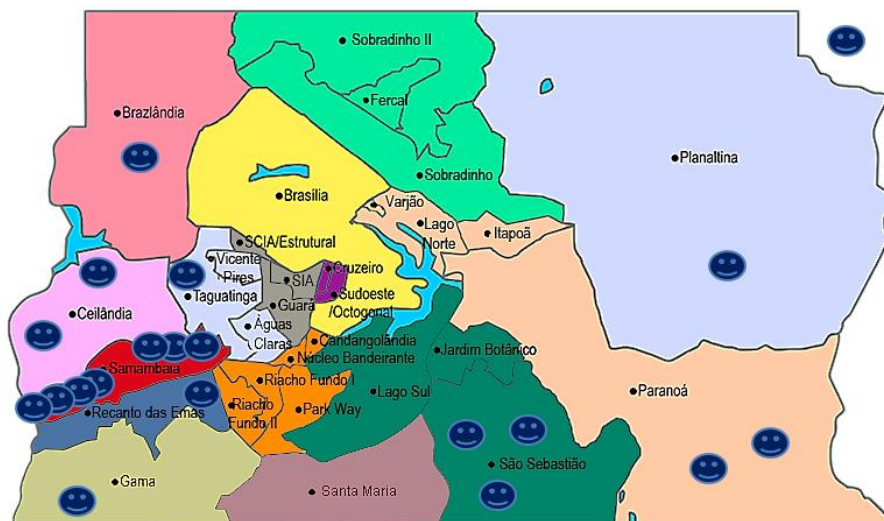 Sobradinho II
Fercal
Brazlândia
Planaltina
Sobradinho
Brasília
Varjão
Lago
Norte
Itapoã
SCIA/Estrutural
Vicente
Pires
Cruzeiro
SIA
Taguatinga
Sudoeste
/Octogonal
Guará
Ceilândia
Águas
Claras
Candangolândia
Núcleo Bandeirante
Jardim Botânico
Samambaia
Riacho Fundo I
Lago Sul
Paranoá
Recanto das Emas
Riacho
Fundo II
Park Way
São Sebastião
Gama
Santa Maria